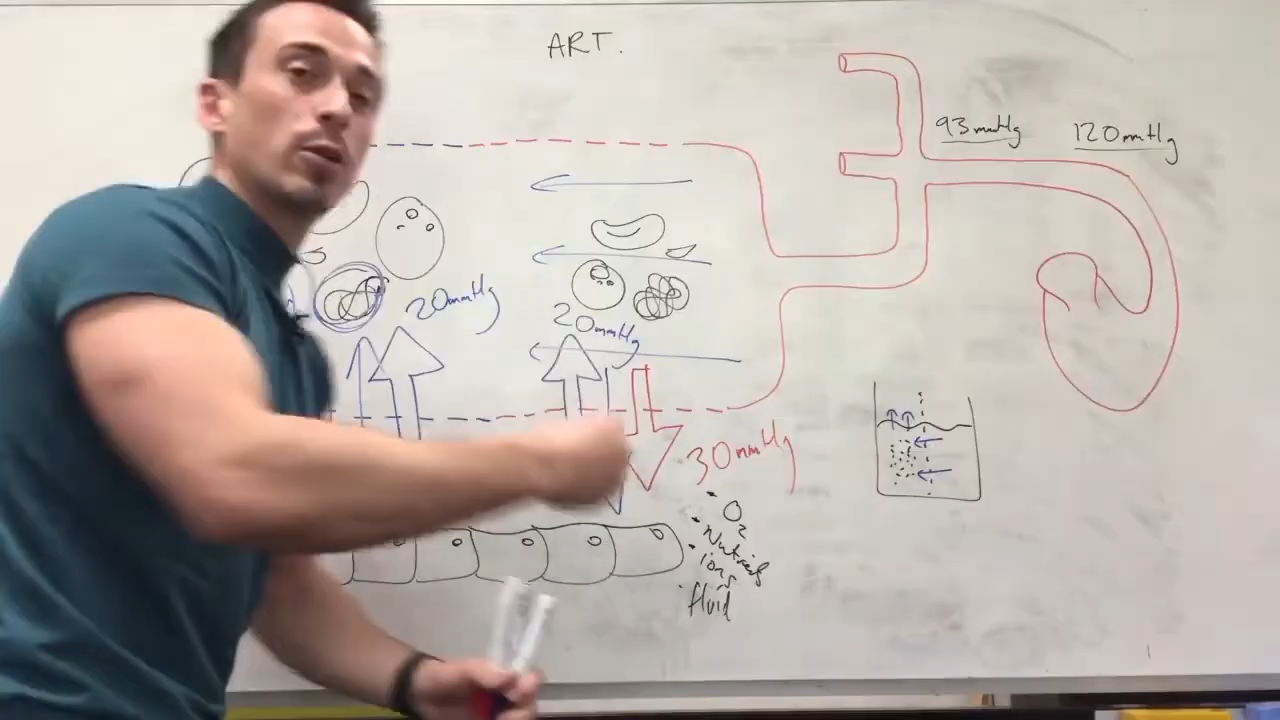 ART.
93mmHg
120mmHg
20mmHg
20mmHg
30mmHg
· O2
· Nutrients
· ions
· fluid